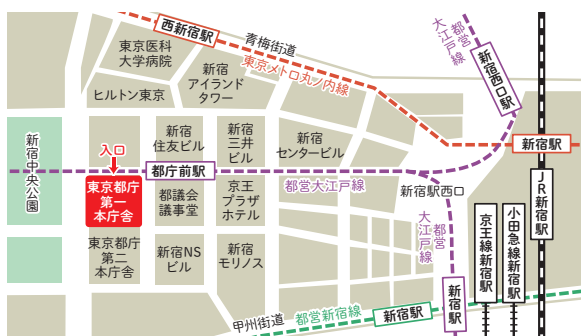 西新宿駅
青梅街道
東京メトロ丸ノ内線
都営
大江戸線
新宿西口駅
東京医科
大学病院
新宿
アイランド
タワー
ヒルトン東京
新宿中央公園
入口
新宿
住友ビル
新宿
三井
ビル
新宿
センタービル
新宿駅
都庁前駅
都営大江戸線
新宿駅西口
JR新宿駅
東京都庁
第一
本庁舎
都議会
議事堂
京王
プラザ
ホテル
都営
大江戸線
京王線新宿駅
小田急線新宿駅
東京都庁
第二
本庁舎
新宿NS
ビル
新宿
モリノス
新宿駅
甲州街道
都営新宿線
新宿駅